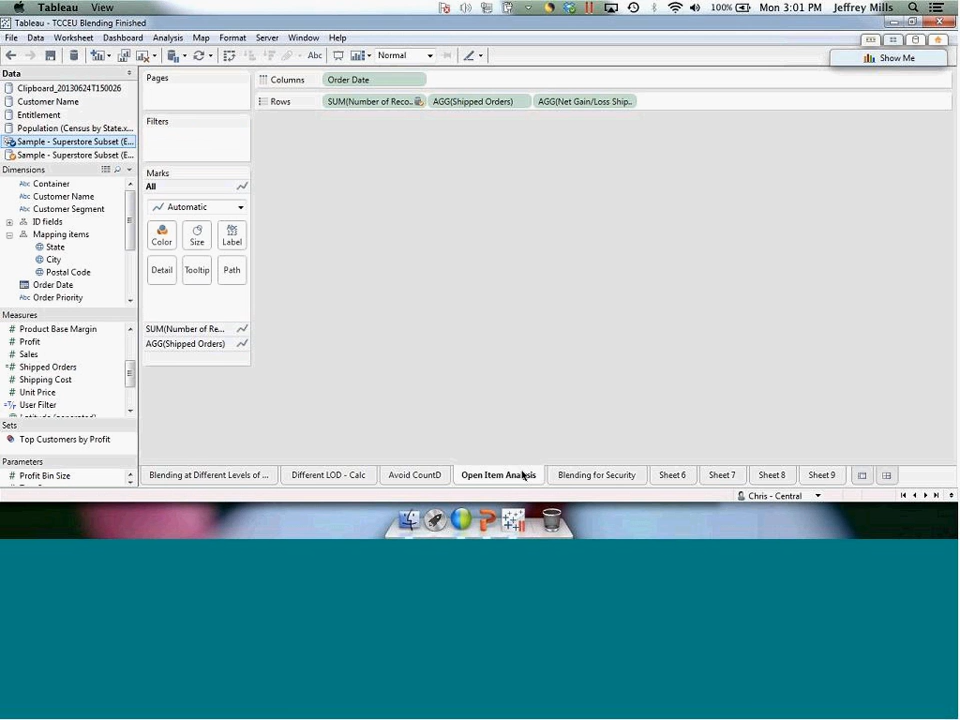 Tableau View 100% Mon 3:01 PM Jeffrey Mills
Tableau - TCCEU Blending Finished
File Data Worksheet Dashboard Analysis Map Format Server Window Help
Abc Normal
Show Me
Data
Clipboard_20130624T150026
Customer Name
Entitlement
Population (Census by State.x...
Sample - Superstore Subset (E...
Sample - Superstore Subset (E...
Dimensions
Abc Container
Abc Customer Name
Abc Customer Segment
ID fields
Mapping items
State
City
Postal Code
Order Date
Abc Order Priority
Measures
# Product Base Margin
# Profit
# Sales
=# Shipped Orders
# Shipping Cost
# Unit Price
User Filter
Sets
Top Customers by Profit
Parameters
# Profit Bin Size
Pages
Filters
Marks
All
Automatic
Color Size Label
Detail Tooltip Path
SUM(Number of Re...
AGG(Shipped Orders)
Columns Order Date
Rows SUM(Number of Reco.. AGG(Shipped Orders) AGG(Net Gain/Loss Ship..
Blending at Different Levels of ... Different LOD - Calc Avoid CountD Open Item Analysis Blending for Security Sheet 6 Sheet 7 Sheet 8 Sheet 9
Chris - Central